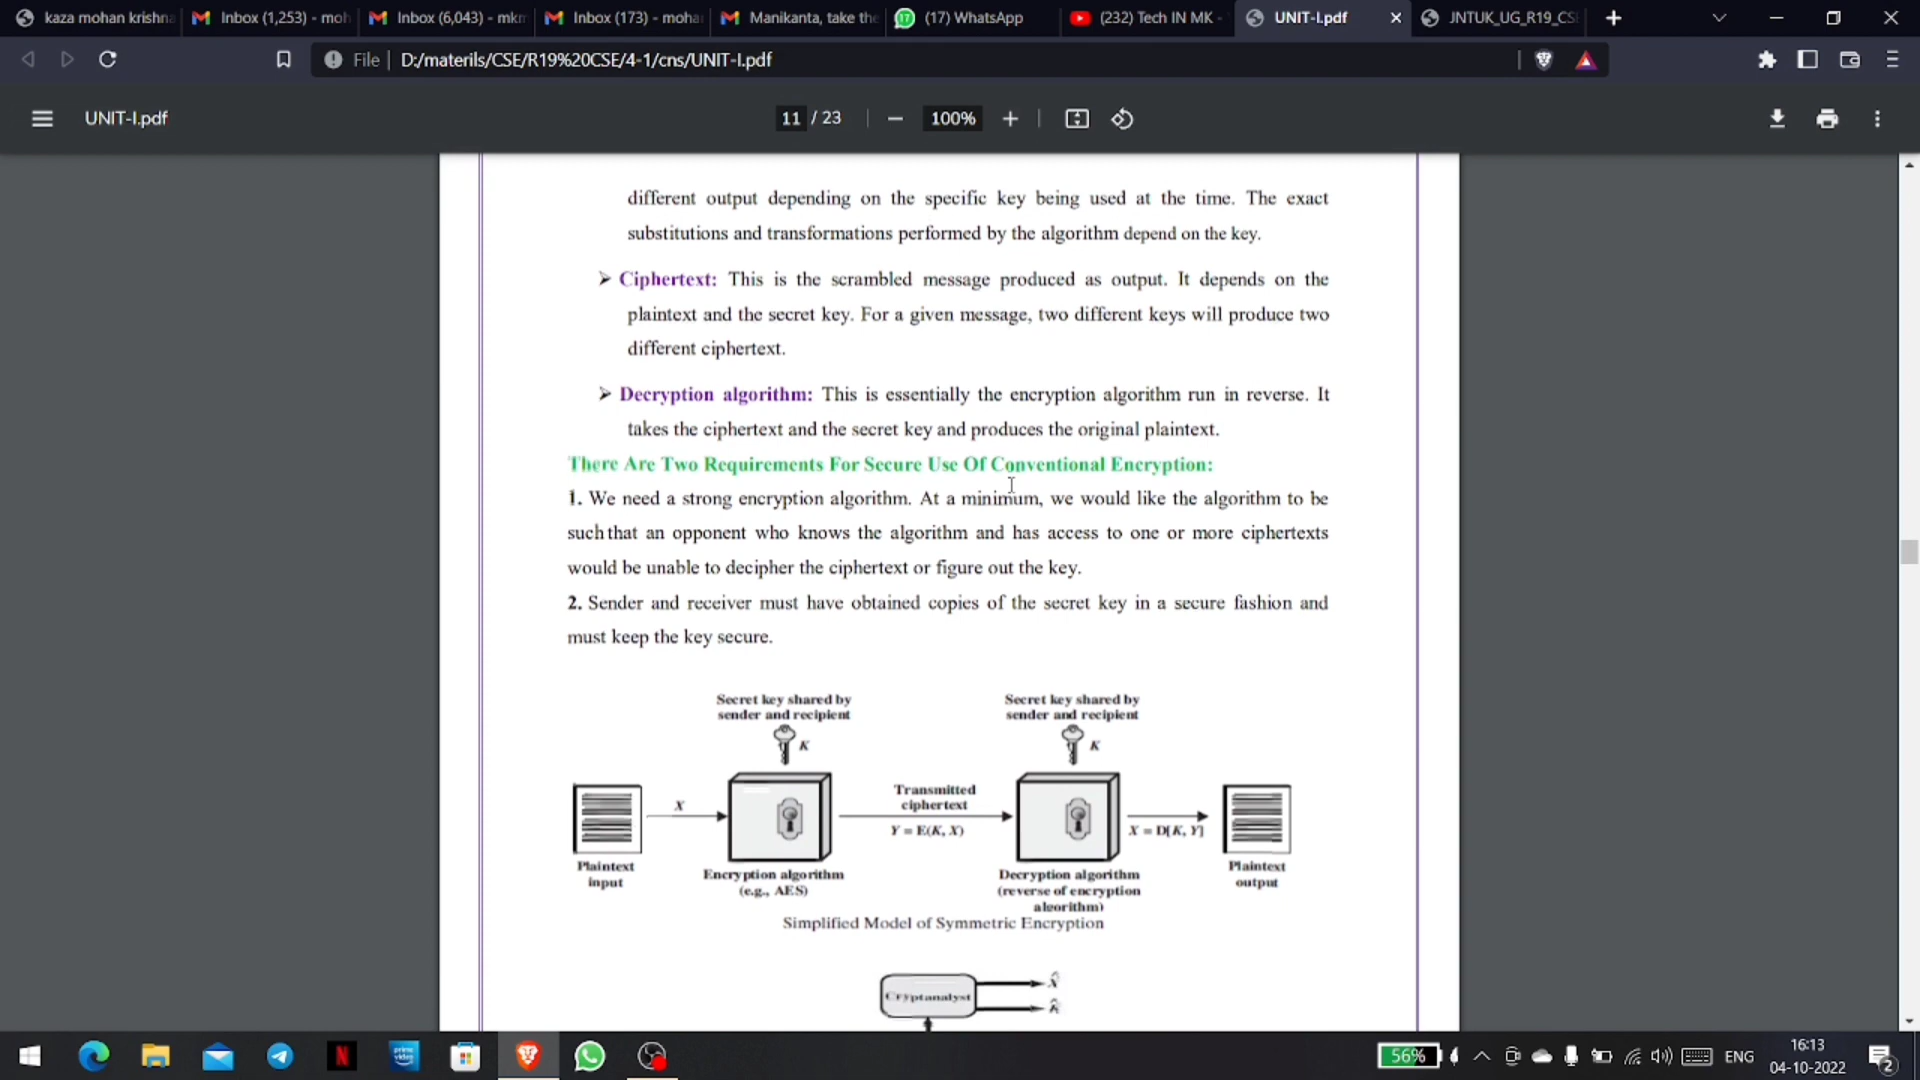 kaza mohan krishna
Inbox (1,253) - moh
Inbox (6,043) - mkm
Inbox (173) - moha
Manikanta, take the
(17) WhatsApp
(232) Tech IN MK -
UNIT-I.pdf
JNTUK_UG_R19_CS
File
D:/materils/CSE/R19%20CSE/4-1/cns/UNIT-I.pdf
UNIT-I.pdf
11 / 23
100%
different output depending on the specific key being used at the time. The exact
substitutions and transformations performed by the algorithm depend on the key.
➢ Ciphertext: This is the scrambled message produced as output. It depends on the
plaintext and the secret key. For a given message, two different keys will produce two
different ciphertext.
➢ Decryption algorithm: This is essentially the encryption algorithm run in reverse. It
takes the ciphertext and the secret key and produces the original plaintext.
There Are Two Requirements For Secure Use Of Conventional Encryption:
1. We need a strong encryption algorithm. At a minimum, we would like the algorithm to be
such that an opponent who knows the algorithm and has access to one or more ciphertexts
would be unable to decipher the ciphertext or figure out the key.
2. Sender and receiver must have obtained copies of the secret key in a secure fashion and
must keep the key secure.
Secret key shared by
sender and recipient
K
Secret key shared by
sender and recipient
K
X
Transmitted
ciphertext
Y = E(K, X)
X = D[K, Y]
Plaintext
input
Encryption algorithm
(e.g., AES)
Decryption algorithm
(reverse of encryption
algorithm)
Plaintext
output
Simplified Model of Symmetric Encryption
Cryptanalyst
X̂
K̂
prime
video
56%
ENG
16:13
04-10-2022
2